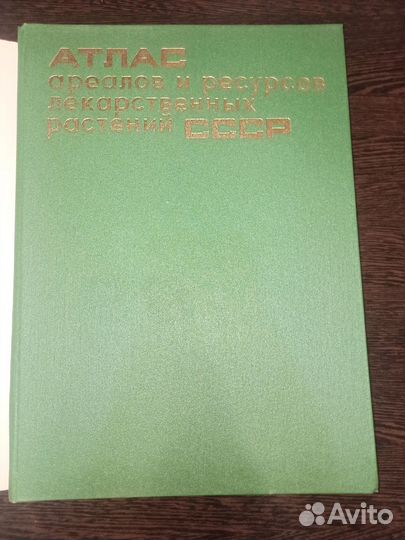 АТЛАС
ареалов и ресурсов
лекарственных
растений СССР
Avito